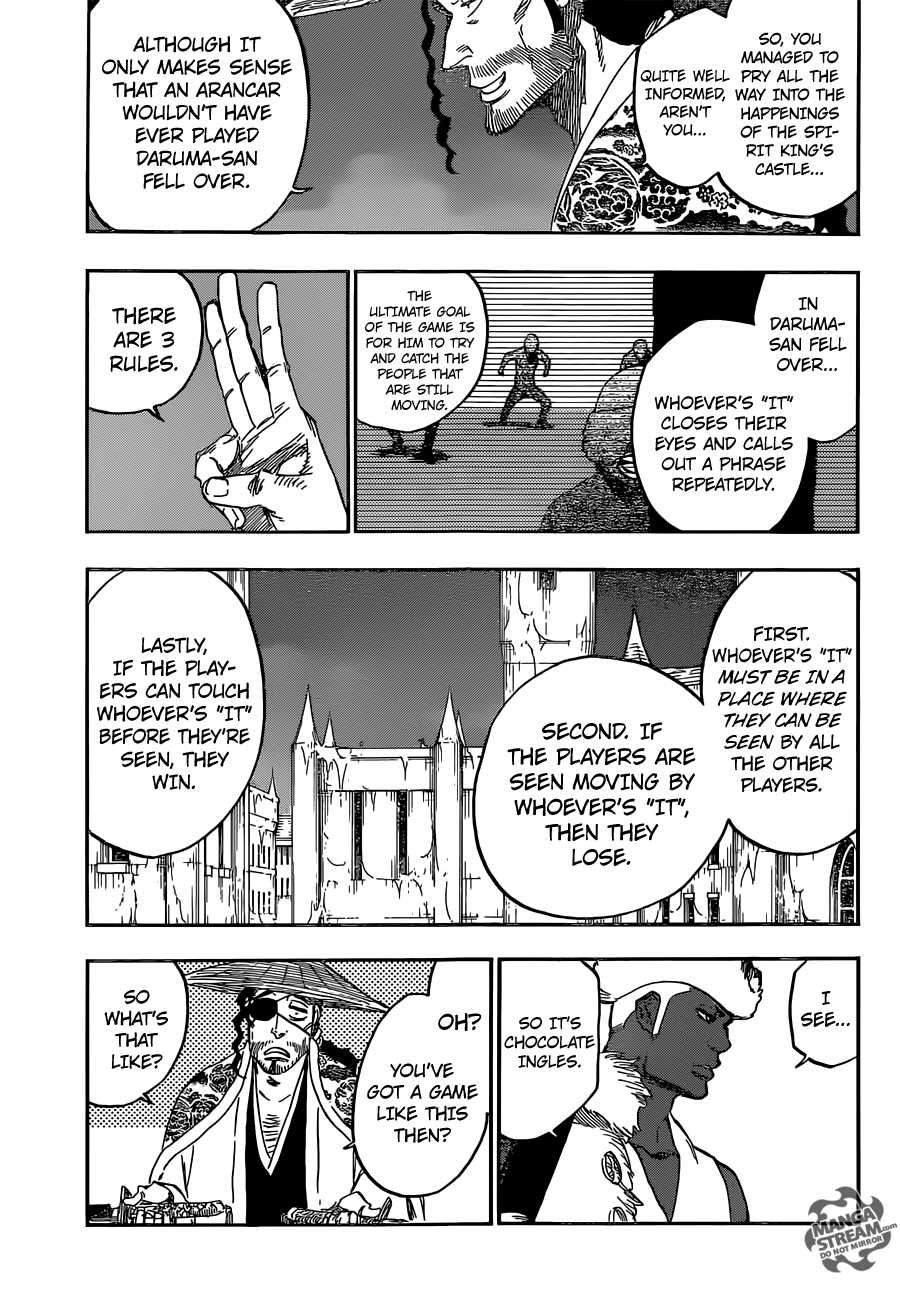 SO, YOU
MANAGED TO
PRY ALL THE
WAY INTO THE
HAPPENINGS
OF THE SPI-
RIT KING'S
CASTLE...
QUITE WELL
INFORMED,
AREN'T
YOU...
ALTHOUGH IT
ONLY MAKES SENSE
THAT AN ARANCAR
WOULDN'T HAVE
EVER PLAYED
DARUMA-SAN
FELL OVER.
IN
DARUMA-
SAN FELL
OVER...
WHOEVER'S "IT"
CLOSES THEIR
EYES AND CALLS
OUT A PHRASE
REPEATEDLY.
THE
ULTIMATE GOAL
OF THE GAME IS
FOR HIM TO TRY
AND CATCH THE
PEOPLE THAT
ARE STILL
MOVING.
THERE
ARE 3
RULES.
FIRST.
WHOEVER'S "IT"
MUST BE IN A
PLACE WHERE
THEY CAN BE
SEEN BY ALL
THE OTHER
PLAYERS.
SECOND. IF
THE PLAYERS ARE
SEEN MOVING BY
WHOEVER'S "IT",
THEN THEY
LOSE.
LASTLY,
IF THE PLAY-
ERS CAN TOUCH
WHOEVER'S "IT"
BEFORE THEY'RE
SEEN, THEY
WIN.
I
SEE...
SO IT'S
CHOCOLATE
INGLES.
OH?
YOU'VE
GOT A GAME
LIKE THIS
THEN?
SO
WHAT'S
THAT
LIKE?
MANGA
STREAM.com
DO NOT MIRROR